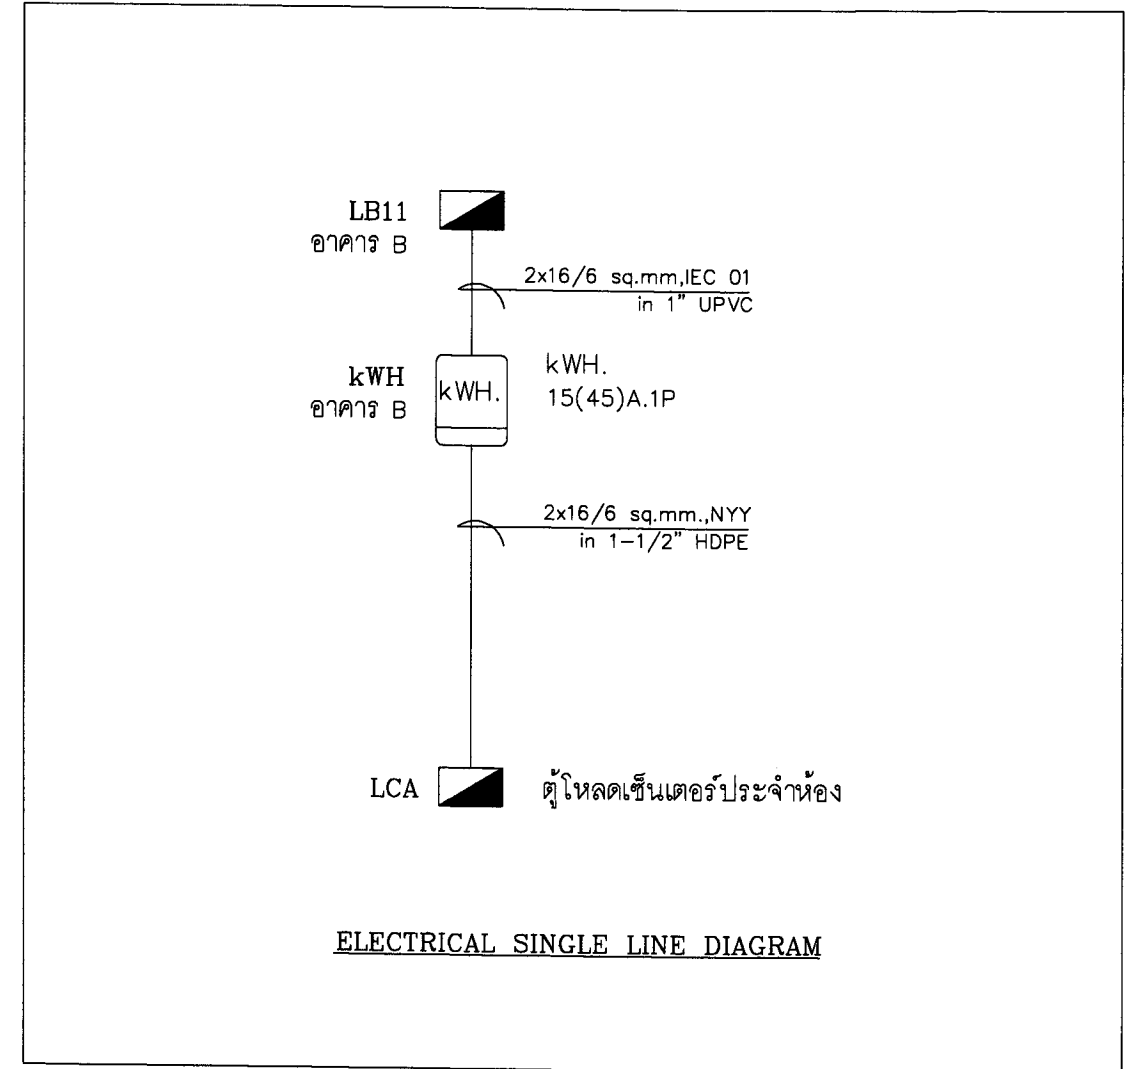 LB11
อาคาร B
2x16/6 sq.mm,IEC 01
in 1" UPVC
kWH
อาคาร B
kWH.
kWH.
15(45)A.1P
2x16/6 sq.mm.,NYY
in 1-1/2" HDPE
LCA
ตู้โหลดเซ็นเตอร์ประจำห้อง
ELECTRICAL SINGLE LINE DIAGRAM